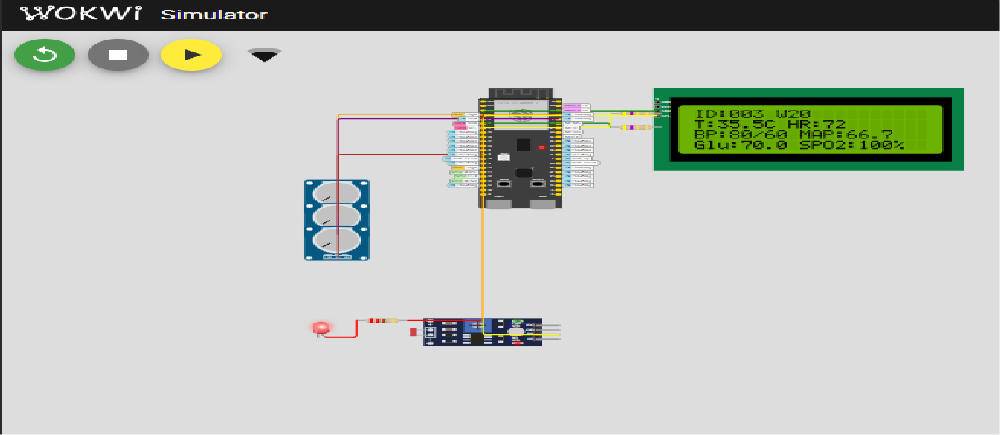 WOKWi Simulator
ID:003 W20
T:35.5C HR:72
BP:80/60 MAP:66.7
Glu:70.0 SPO2:100%